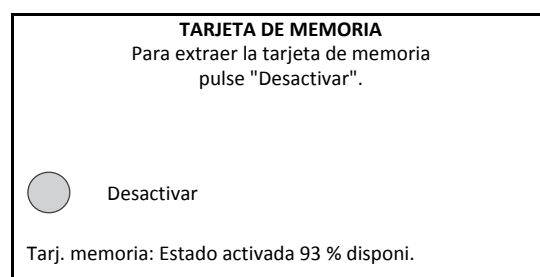 TARJETA DE MEMORIA
Para extraer la tarjeta de memoria
pulse "Desactivar".
Desactivar
Tarj. memoria: Estado activada 93 % disponi.